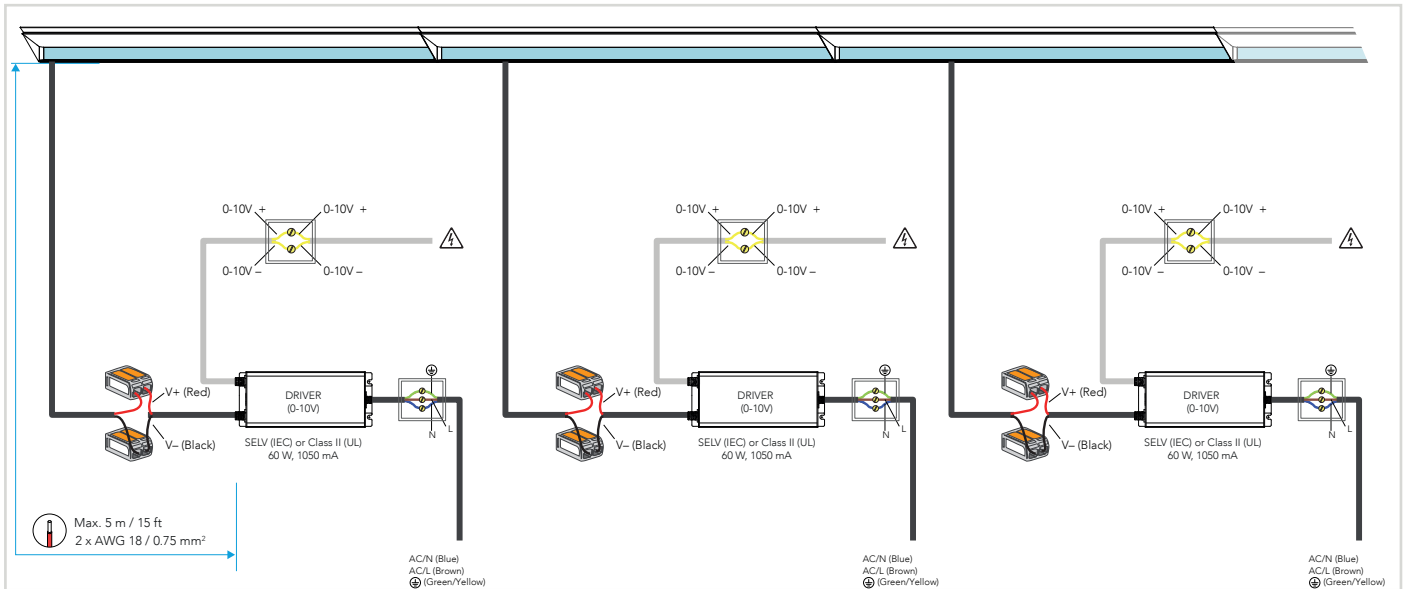 0-10V +
0-10V +
0-10V –
0-10V –
V+ (Red)
V– (Black)
DRIVER
(0-10V)
SELV (IEC) or Class II (UL)
60 W, 1050 mA
N
L
Max. 5 m / 15 ft
2 x AWG 18 / 0.75 mm²
AC/N (Blue)
AC/L (Brown)
(Green/Yellow)
0-10V +
0-10V +
0-10V –
0-10V –
V+ (Red)
V– (Black)
DRIVER
(0-10V)
SELV (IEC) or Class II (UL)
60 W, 1050 mA
N
L
AC/N (Blue)
AC/L (Brown)
(Green/Yellow)
0-10V +
0-10V +
0-10V –
0-10V –
V+ (Red)
V– (Black)
DRIVER
(0-10V)
SELV (IEC) or Class II (UL)
60 W, 1050 mA
N
L
AC/N (Blue)
AC/L (Brown)
(Green/Yellow)